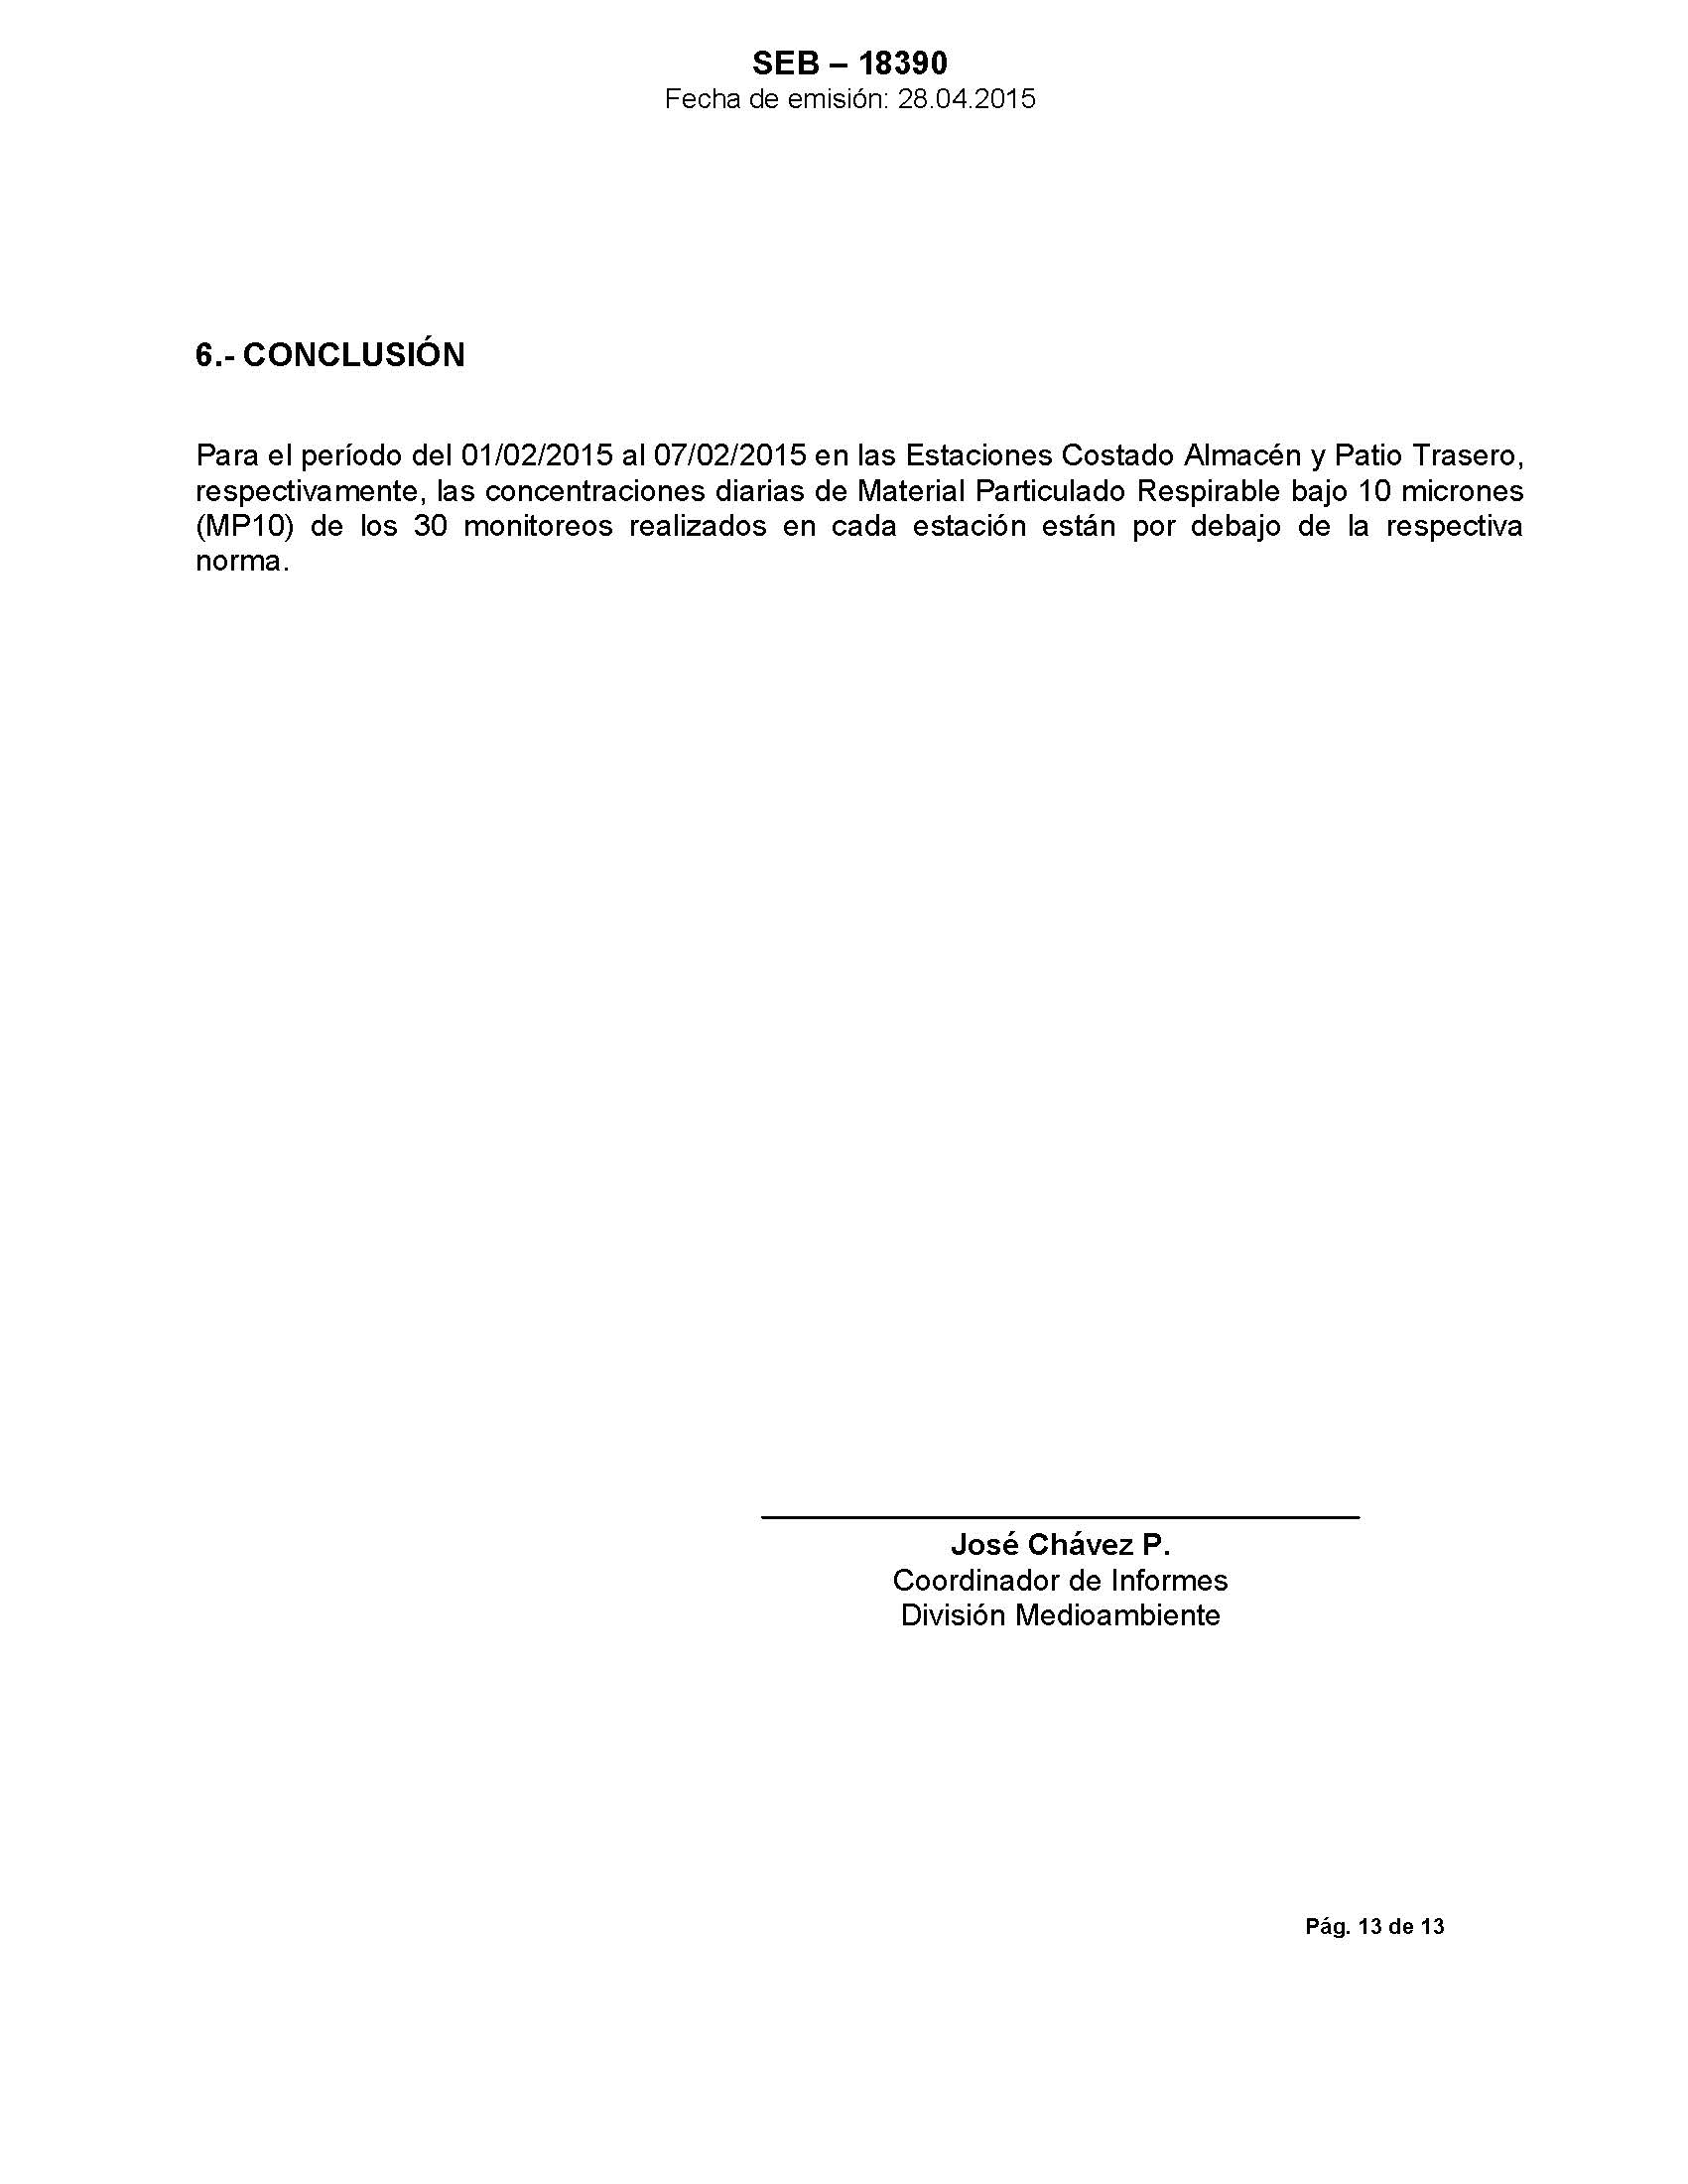 SEB – 18390
Fecha de emisión: 28.04.2015
6.- CONCLUSIÓN
Para el período del 01/02/2015 al 07/02/2015 en las Estaciones Costado Almacén y Patio Trasero,
respectivamente, las concentraciones diarias de Material Particulado Respirable bajo 10 micrones
(MP10) de los 30 monitoreos realizados en cada estación están por debajo de la respectiva
norma.
José Chávez P.
Coordinador de Informes
División Medioambiente
Pág. 13 de 13